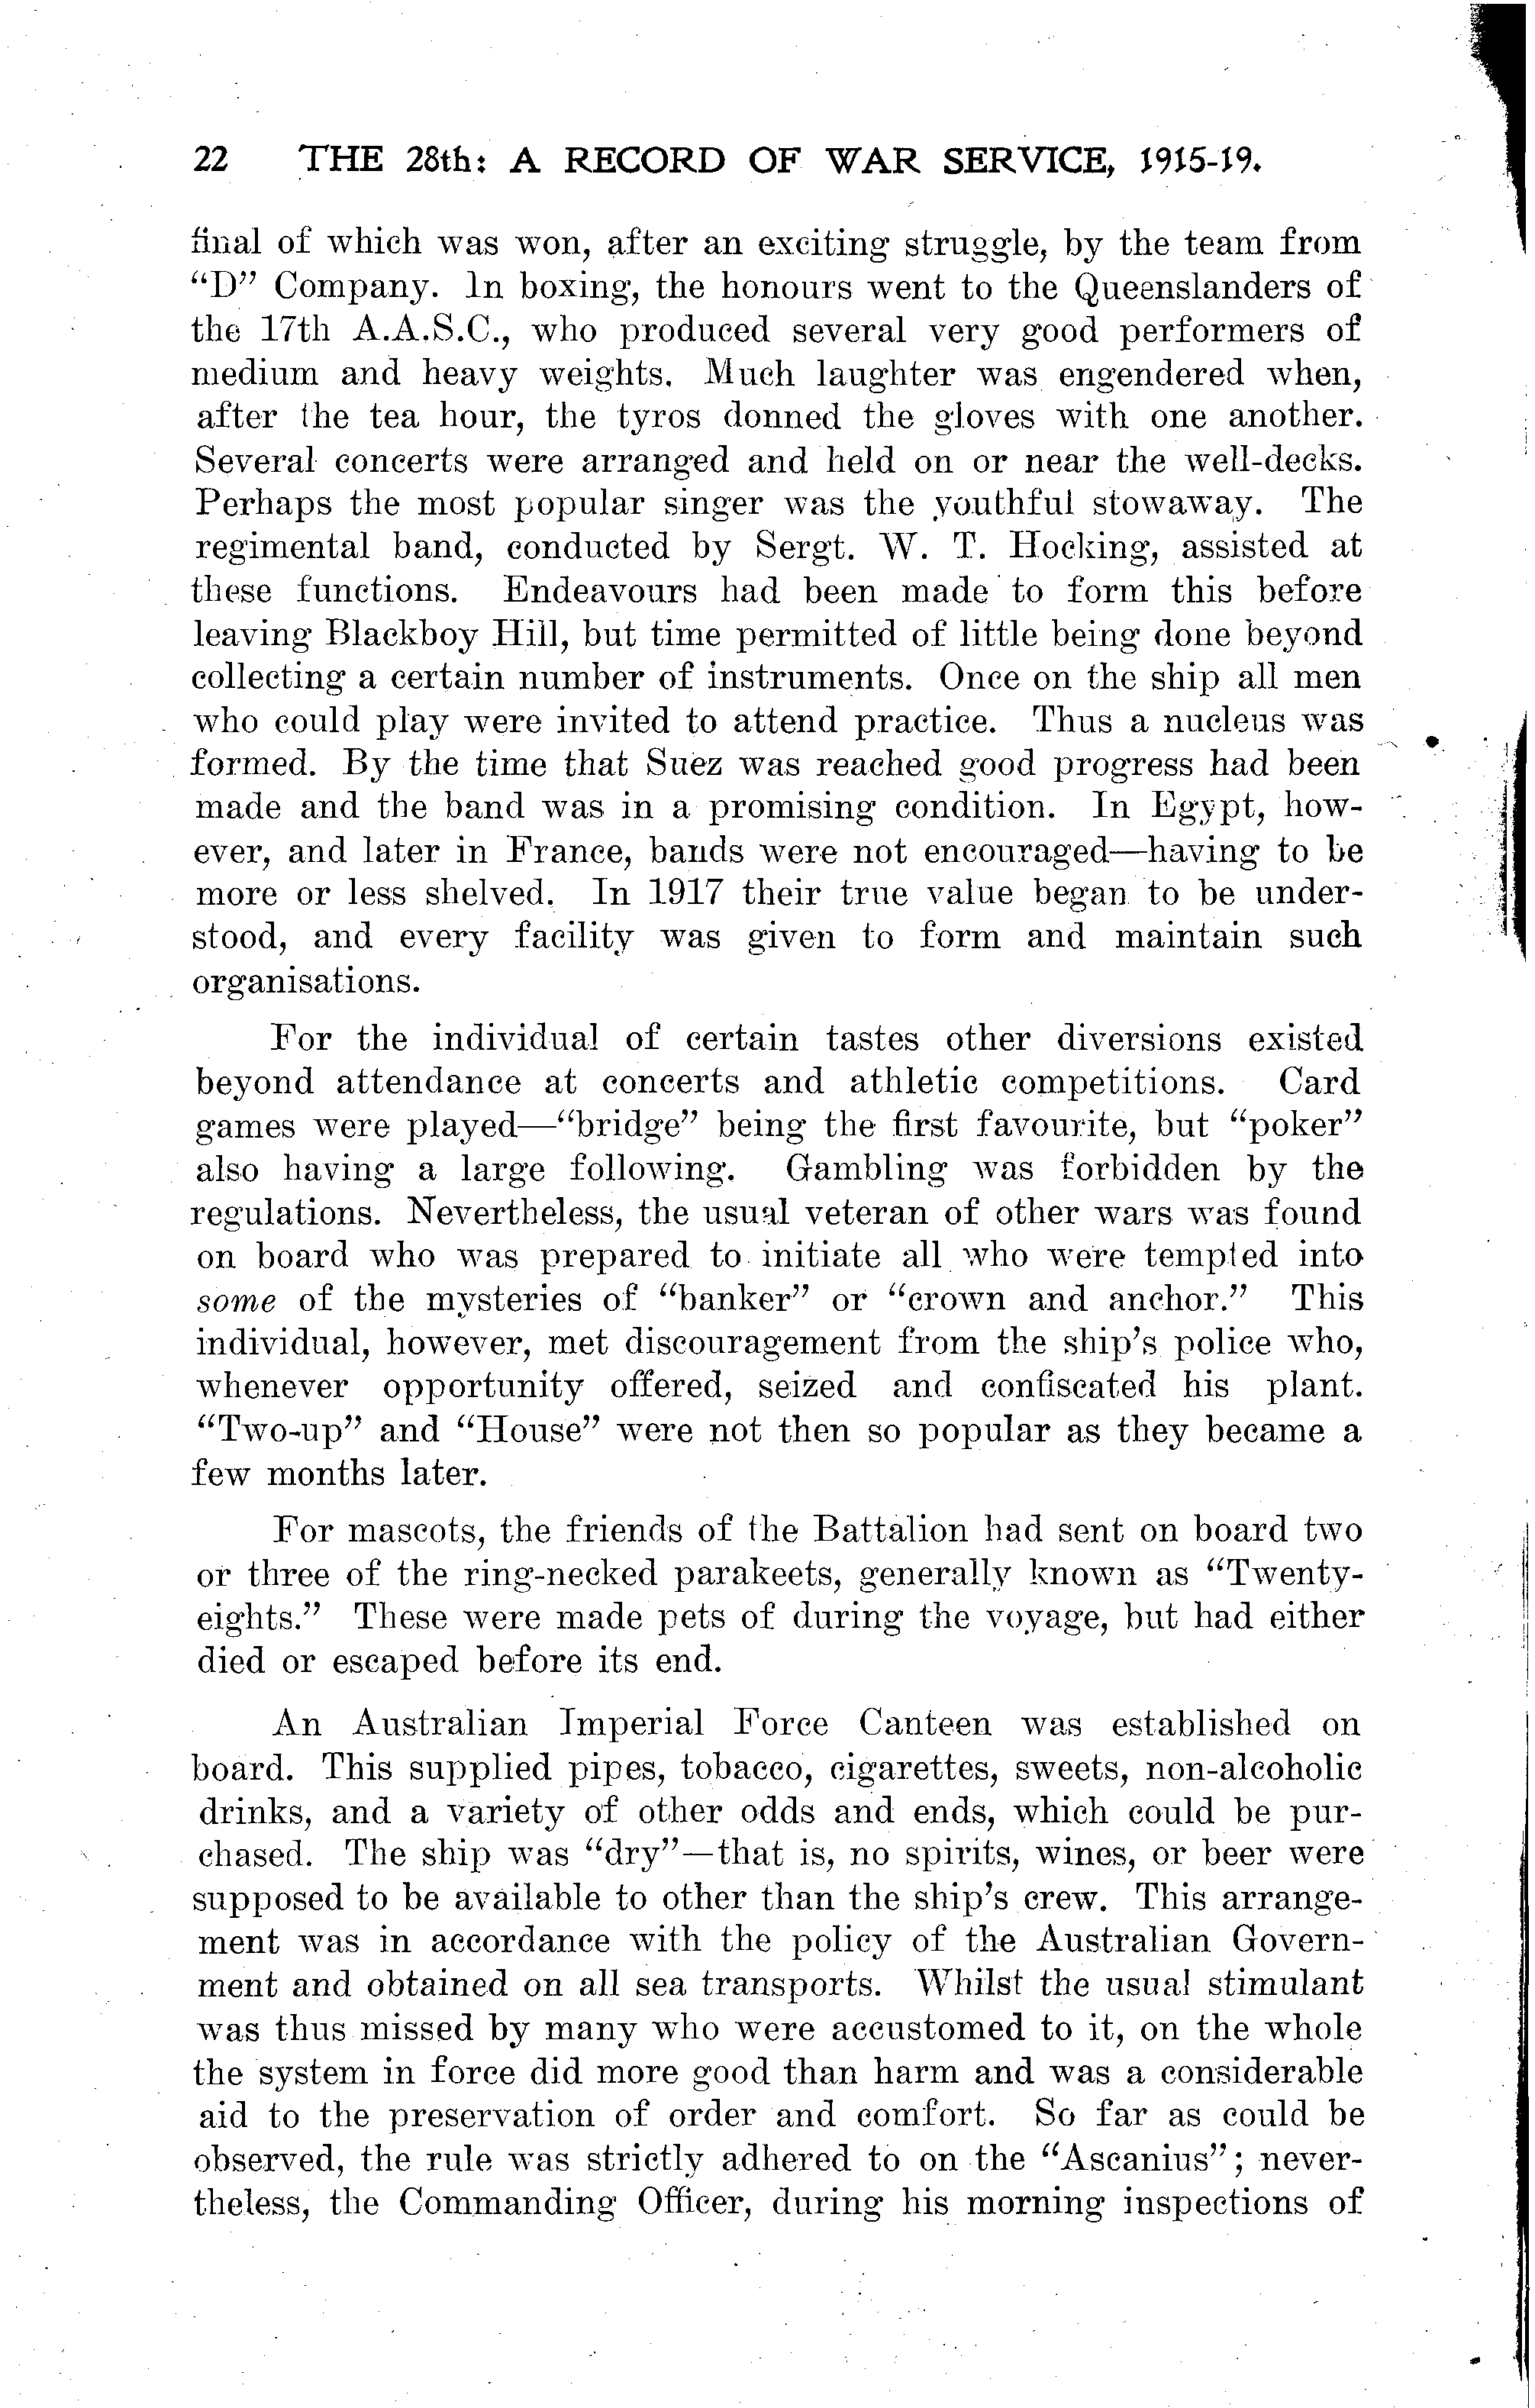 22 THE 28th: A RECORD OF WAR SERVICE, 1915-19.
final of which was won, after an exciting struggle, by the team from
“D” Company. In boxing, the honours went to the Queenslanders of
the 17th A.A.S.C., who produced several very good performers of
medium and heavy weights. Much laughter was engendered when,
after the tea hour, the tyros donned the gloves with one another.
Several concerts were arranged and held on or near the well-decks.
Perhaps the most popular singer was the youthful stowaway. The
regimental band, conducted by Sergt. W. T. Hocking, assisted at
these functions. Endeavours had been made to form this before
leaving Blackboy Hill, but time permitted of little being done beyond
collecting a certain number of instruments. Once on the ship all men
who could play were invited to attend practice. Thus a nucleus was
formed. By the time that Suez was reached good progress had been
made and the band was in a promising condition. In Egypt, how-
ever, and later in France, bands were not encouraged—having to be
more or less shelved. In 1917 their true value began to be under-
stood, and every facility was given to form and maintain such
organisations.
For the individual of certain tastes other diversions existed
beyond attendance at concerts and athletic competitions. Card
games were played—“bridge” being the first favourite, but “poker”
also having a large following. Gambling was forbidden by the
regulations. Nevertheless, the usual veteran of other wars was found
on board who was prepared to initiate all who were tempted into
some of the mysteries of “banker” or “crown and anchor.” This
individual, however, met discouragement from the ship’s police who,
whenever opportunity offered, seized and confiscated his plant.
“Two-up” and “House” were not then so popular as they became a
few months later.
For mascots, the friends of the Battalion had sent on board two
or three of the ring-necked parakeets, generally known as “Twenty-
eights.” These were made pets of during the voyage, but had either
died or escaped before its end.
An Australian Imperial Force Canteen was established on
board. This supplied pipes, tobacco, cigarettes, sweets, non-alcoholic
drinks, and a variety of other odds and ends, which could be pur-
chased. The ship was “dry”—that is, no spirits, wines, or beer were
supposed to be available to other than the ship’s crew. This arrange-
ment was in accordance with the policy of the Australian Govern-
ment and obtained on all sea transports. Whilst the usual stimulant
was thus missed by many who were accustomed to it, on the whole
the system in force did more good than harm and was a considerable
aid to the preservation of order and comfort. So far as could be
observed, the rule was strictly adhered to on the “Ascanius”; never-
theless, the Commanding Officer, during his morning inspections of